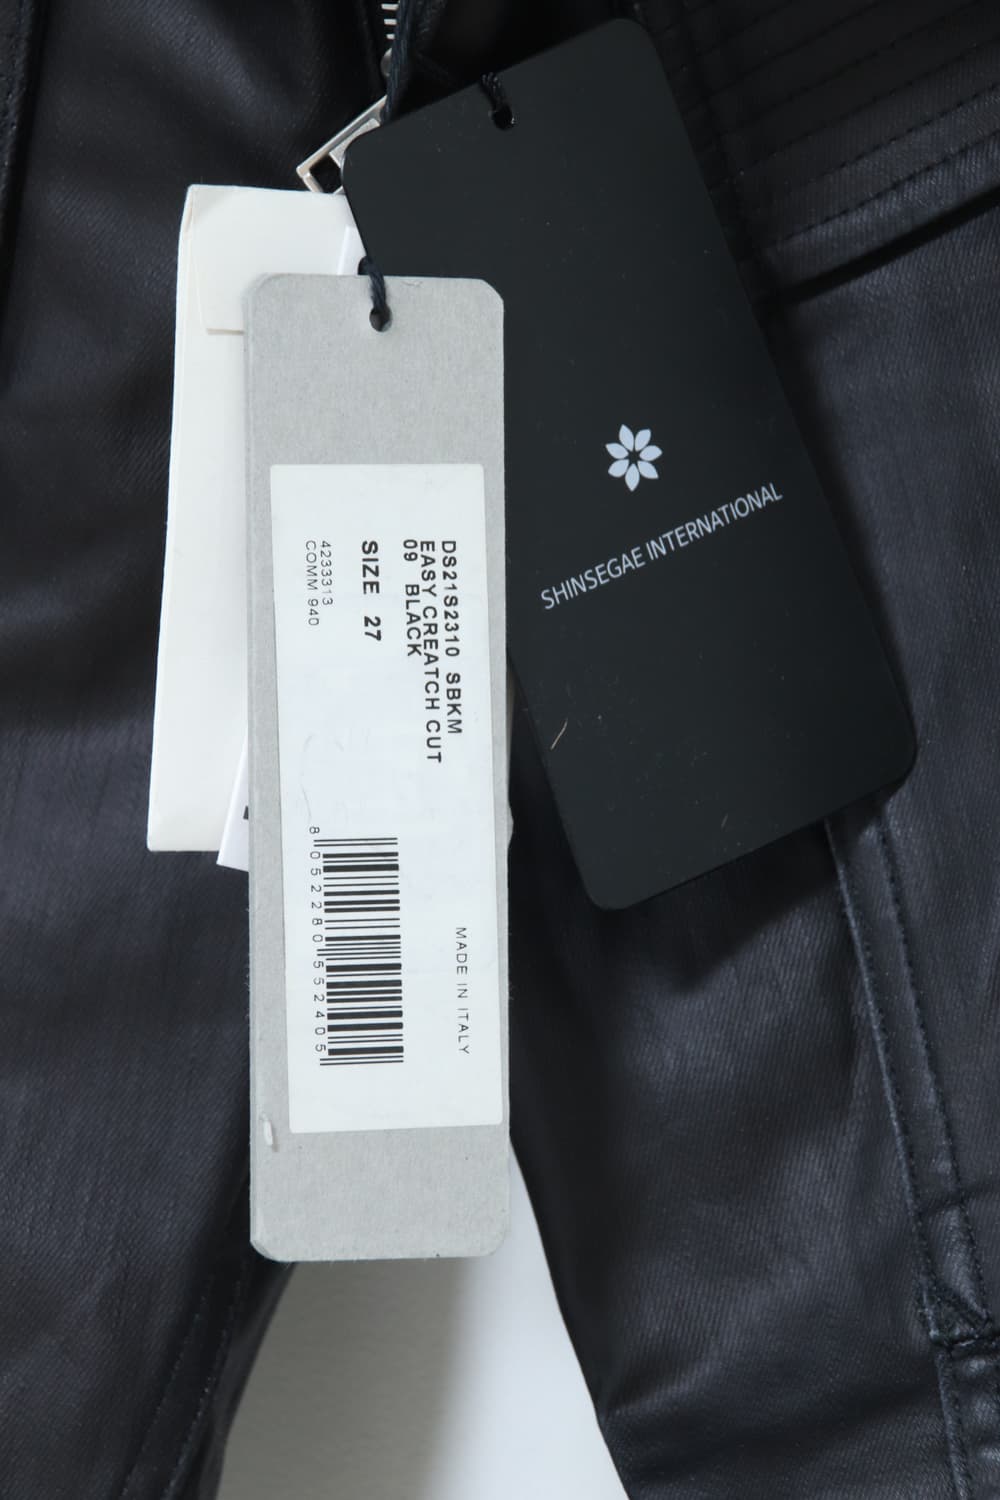 SHINSEGAE INTERNATIONAL
DS21S2310 SBKM
EASY CREATCH CUT
09 BLACK
SIZE 27
4233313
COMM 940
MADE IN ITALY
8052280552405